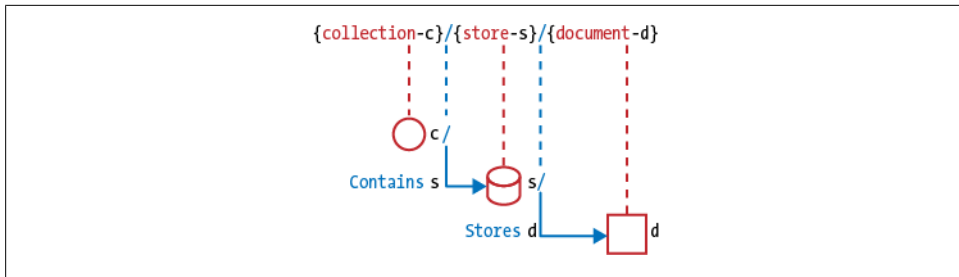 {collection-c}/{store-s}/{document-d}
c/
Contains s s/
Stores d d